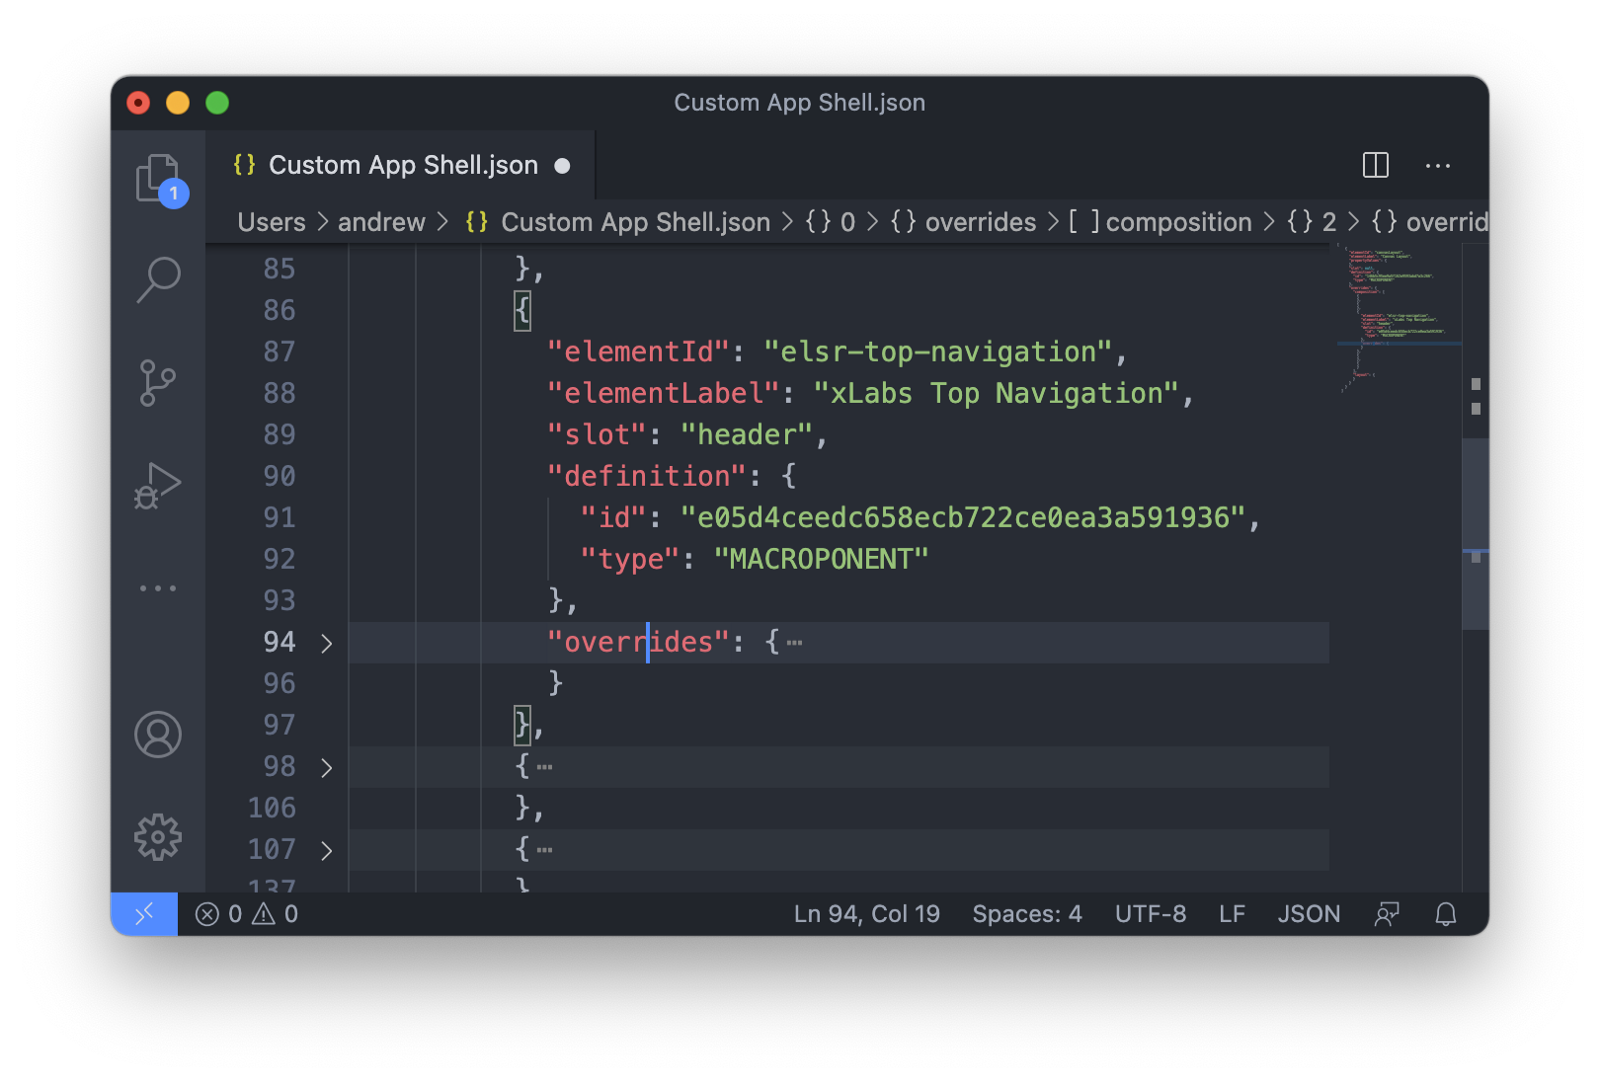 Custom App Shell.json
{} Custom App Shell.json
1
Users > andrew > {} Custom App Shell.json > {} 0 > {} overrides > [ ] composition > {} 2 > {} overrid
85 },
86 {
87 "elementId": "elsr-top-navigation",
88 "elementLabel": "xLabs Top Navigation",
89 "slot": "header",
90 "definition": {
91 "id": "e05d4ceedc658ecb722ce0ea3a591936",
92 "type": "MACROPONENT"
93 },
94 > "overrides": {…
96 }
97 },
98 > {…
106 },
107 > {…
137 }
0 0 Ln 94, Col 19 Spaces: 4 UTF-8 LF JSON